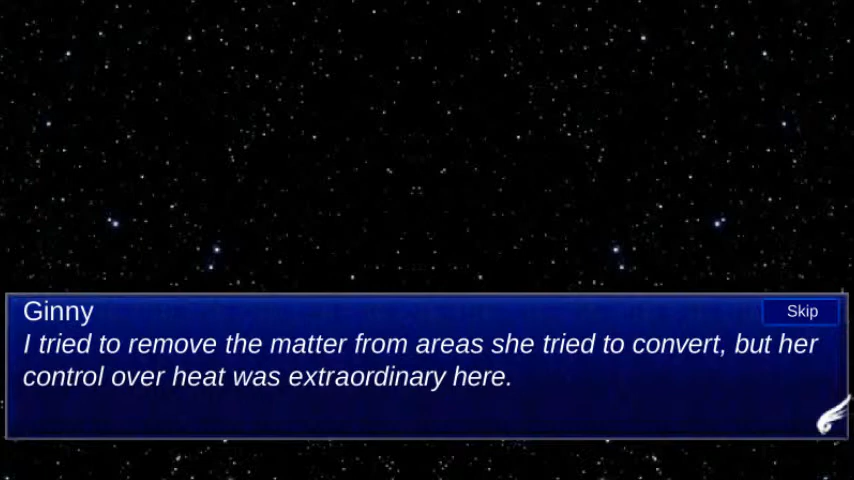 Ginny
Skip
I tried to remove the matter from areas she tried to convert, but her
control over heat was extraordinary here.